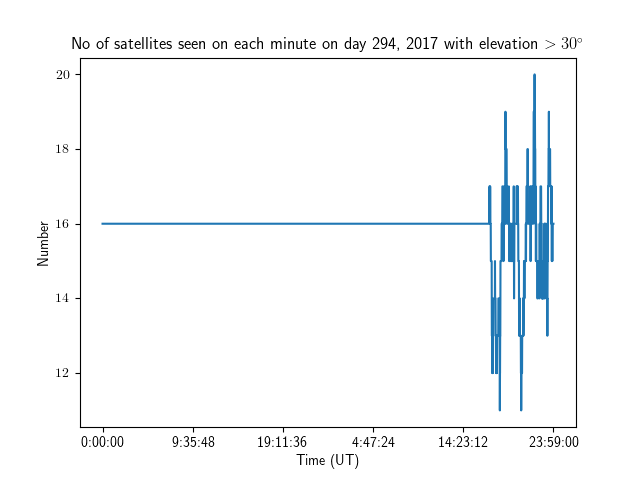 No of satellites seen on each minute on day 294, 2017 with elevation > 30°
20
18
16
14
12
Number
0:00:00 9:35:48 19:11:36 4:47:24 14:23:12 23:59:00
Time (UT)